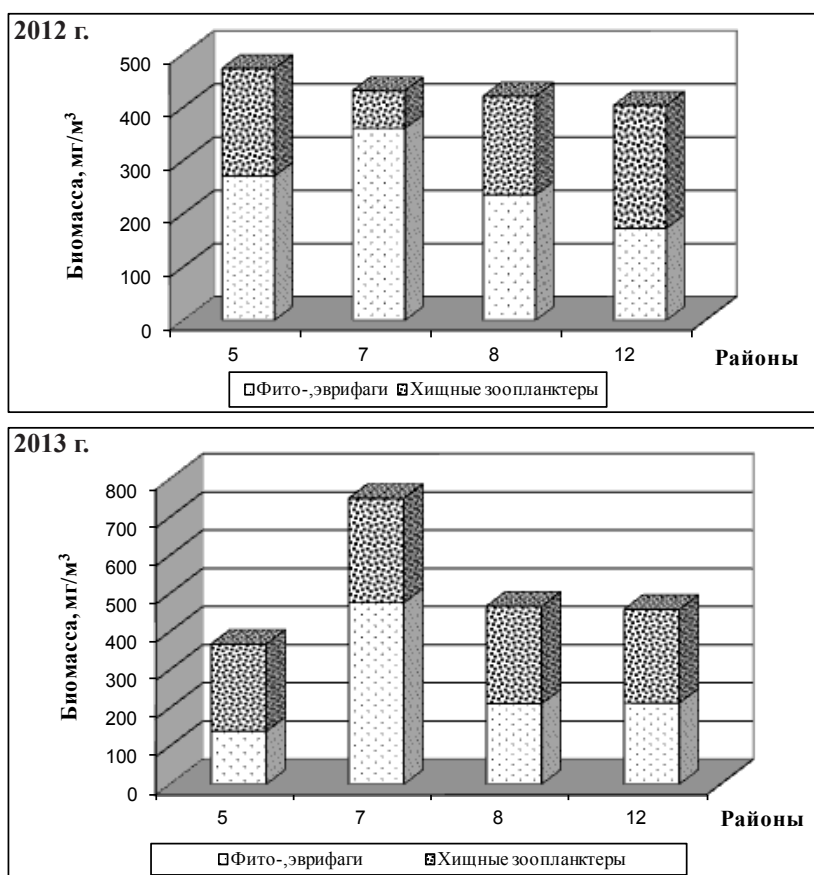 2012 г.
Биомасса, мг/м³
500
400
300
200
100
0
5 7 8 12 Районы
Фито-,эврифаги Хищные зоопланктеры
2013 г.
Биомасса, мг/м³
800
700
600
500
400
300
200
100
0
5 7 8 12 Районы
Фито-,эврифаги Хищные зоопланктеры